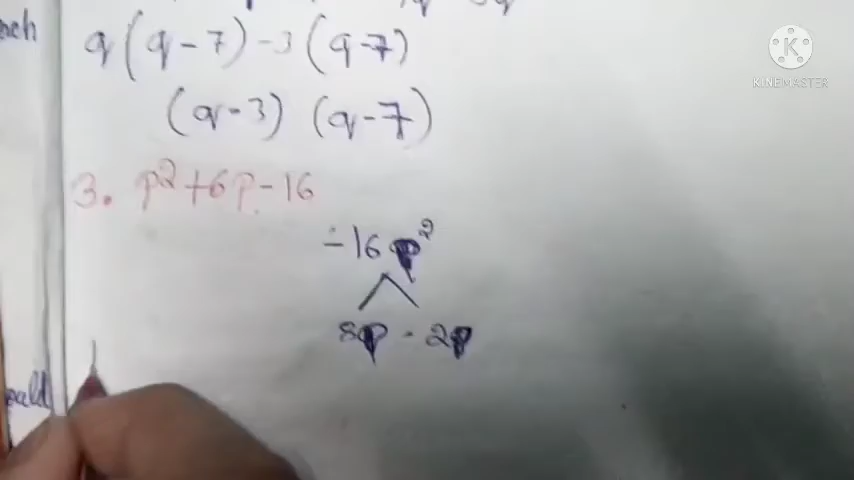 q(q-7)-3(q-7)
(q-3) (q-7)
3. p²+6p-16
-16p²
8p -2p
KINEMASTER